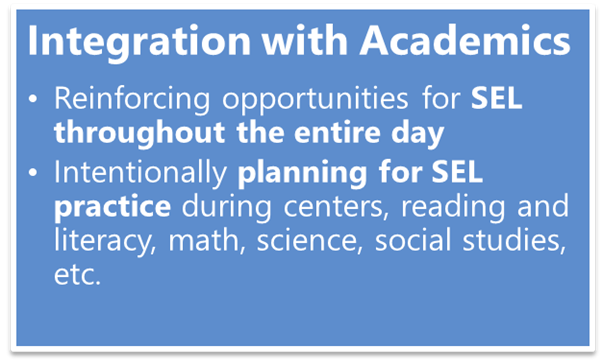 Integration with Academics
• Reinforcing opportunities for SEL
throughout the entire day
• Intentionally planning for SEL
practice during centers, reading and
literacy, math, science, social studies,
etc.